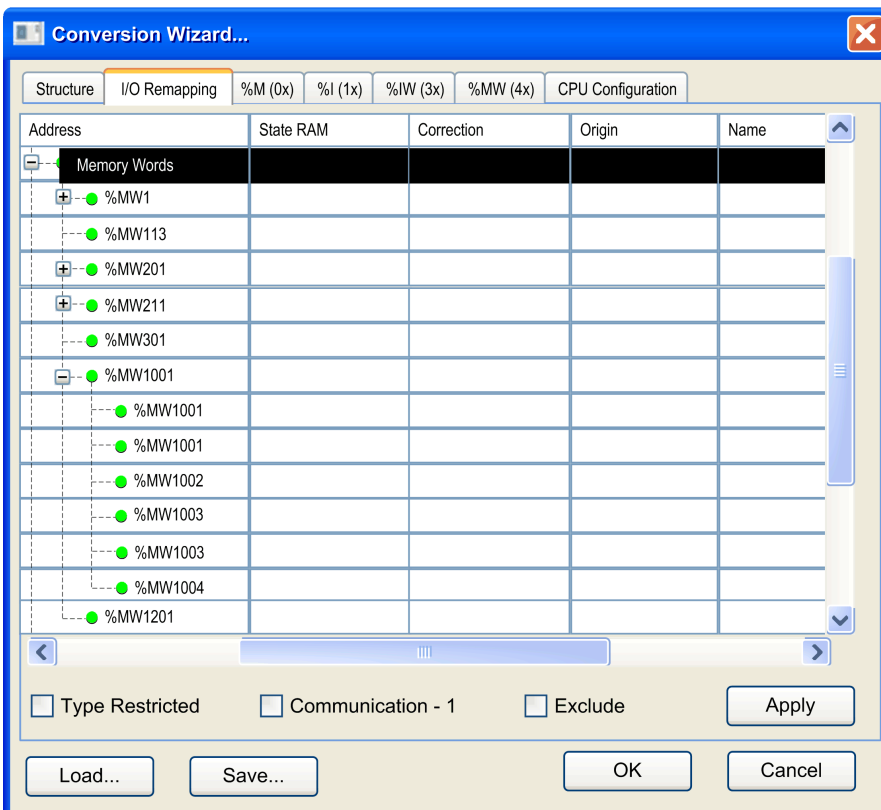 Conversion Wizard...
Structure I/O Remapping %M (0x) %I (1x) %IW (3x) %MW (4x) CPU Configuration
Address State RAM Correction Origin Name
Memory Words
%MW1
%MW113
%MW201
%MW211
%MW301
%MW1001
%MW1001
%MW1001
%MW1002
%MW1003
%MW1003
%MW1004
%MW1201
Type Restricted Communication - 1 Exclude Apply
Load... Save... OK Cancel